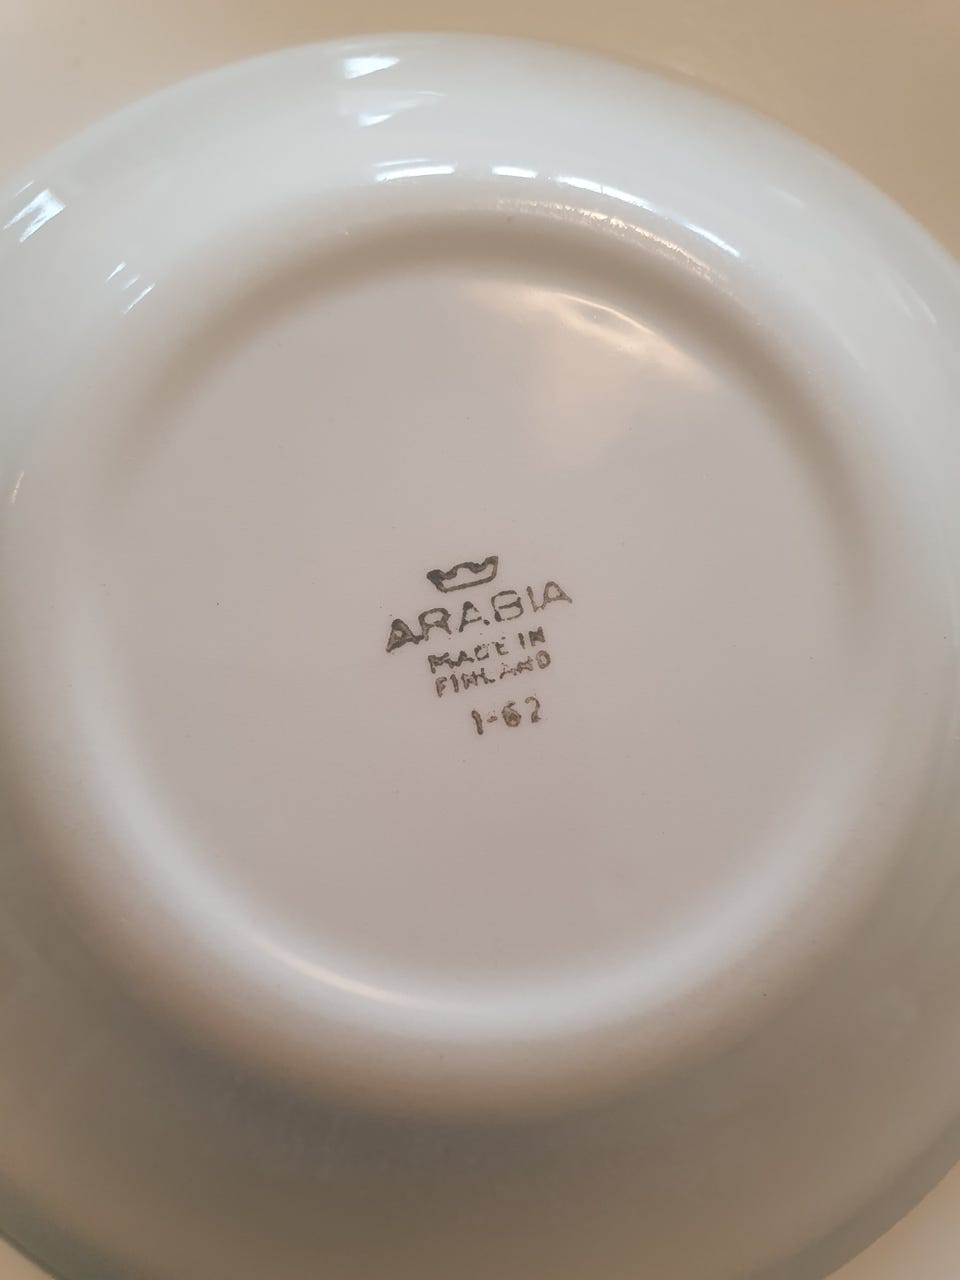 ARABIA
MADE IN
FINLAND
1-62